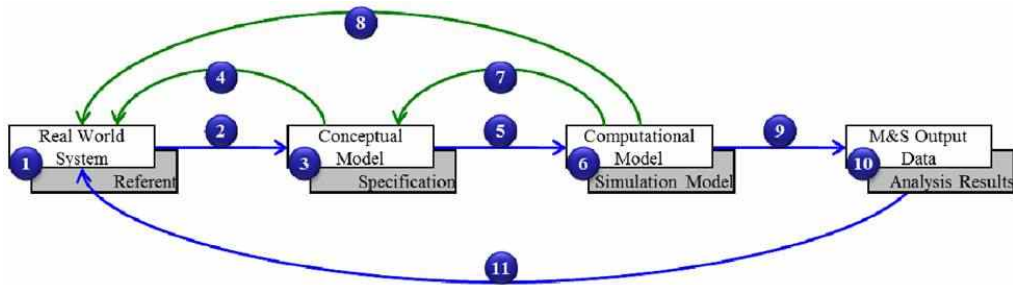 8
4
7
Real World
System
2
Conceptual
Model
5
Computational
Model
9
M&S Output
Data
1
Referent
3
Specification
6
Simulation Model
10
Analysis Results
11